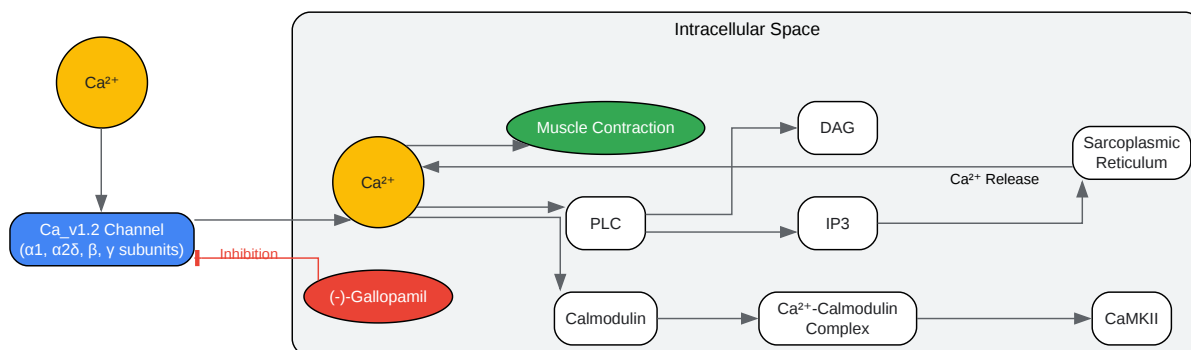 Intracellular Space
Ca²⁺
Muscle Contraction
DAG
Sarcoplasmic
Reticulum
Ca²⁺
Ca²⁺ Release
Ca_v1.2 Channel
(α1, α2δ, β, γ subunits)
PLC
IP3
Inhibition
(-)-Gallopamil
Calmodulin
Ca²⁺-Calmodulin
Complex
CaMKII